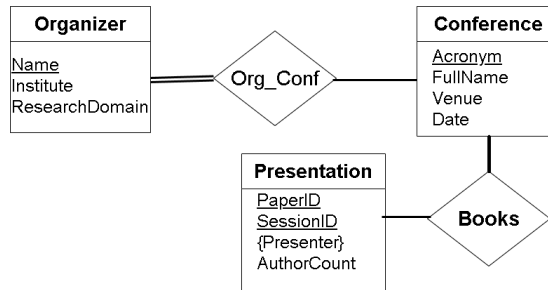 Organizer
Name
Institute
ResearchDomain
Org_Conf
Conference
Acronym
FullName
Venue
Date
Presentation
PaperID
SessionID
{Presenter}
AuthorCount
Books